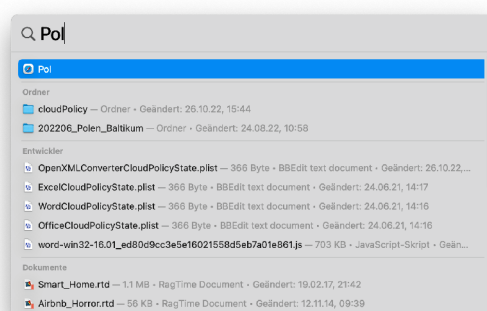 Pol
Pol
Ordner
cloudPolicy — Ordner • Geändert: 26.10.22, 15:44
202206_Polen_Baltikum — Ordner • Geändert: 24.08.22, 10:58
Entwickler
OpenXMLConverterCloudPolicyState.plist — 366 Byte • BBEdit text document • Geändert: 26.10.22,...
ExcelCloudPolicyState.plist — 366 Byte • BBEdit text document • Geändert: 24.06.21, 14:17
WordCloudPolicyState.plist — 366 Byte • BBEdit text document • Geändert: 24.06.21, 14:16
OfficeCloudPolicyState.plist — 366 Byte • BBEdit text document • Geändert: 24.06.21, 14:16
word-win32-16.01_ed80d9cc3e5e16021558d5eb7a01e861.js — 703 KB • JavaScript-Skript • Geän...
Dokumente
Smart_Home.rtd — 1.1 MB • RagTime Document • Geändert: 19.02.17, 21:42
Airbnb_Horror.rtd — 56 KB • RagTime Document • Geändert: 12.11.14, 09:39